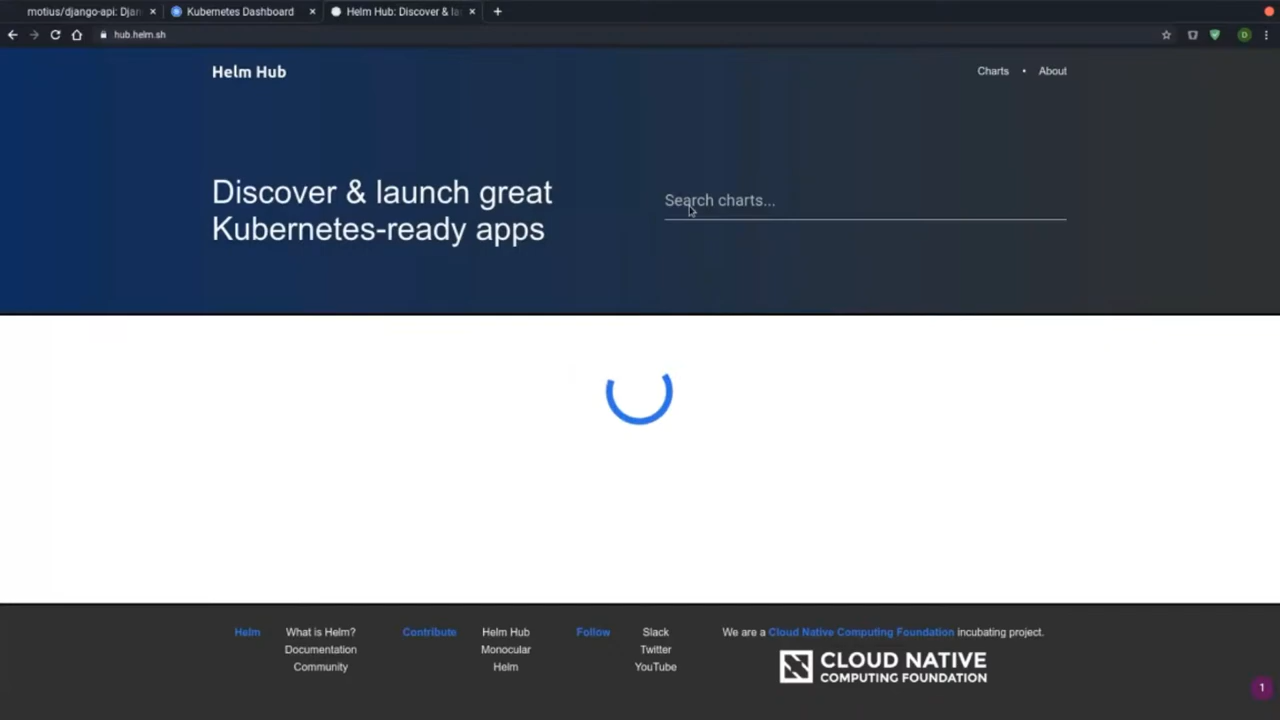 motius/django-api: Djan
Kubernetes Dashboard
Helm Hub: Discover & la
hub.helm.sh
D
Helm Hub
Charts • About
Discover & launch great
Kubernetes-ready apps
Search charts...
Helm
What is Helm?
Documentation
Community
Contribute
Helm Hub
Monocular
Helm
Follow
Slack
Twitter
YouTube
We are a Cloud Native Computing Foundation incubating project.
CLOUD NATIVE
COMPUTING FOUNDATION
1